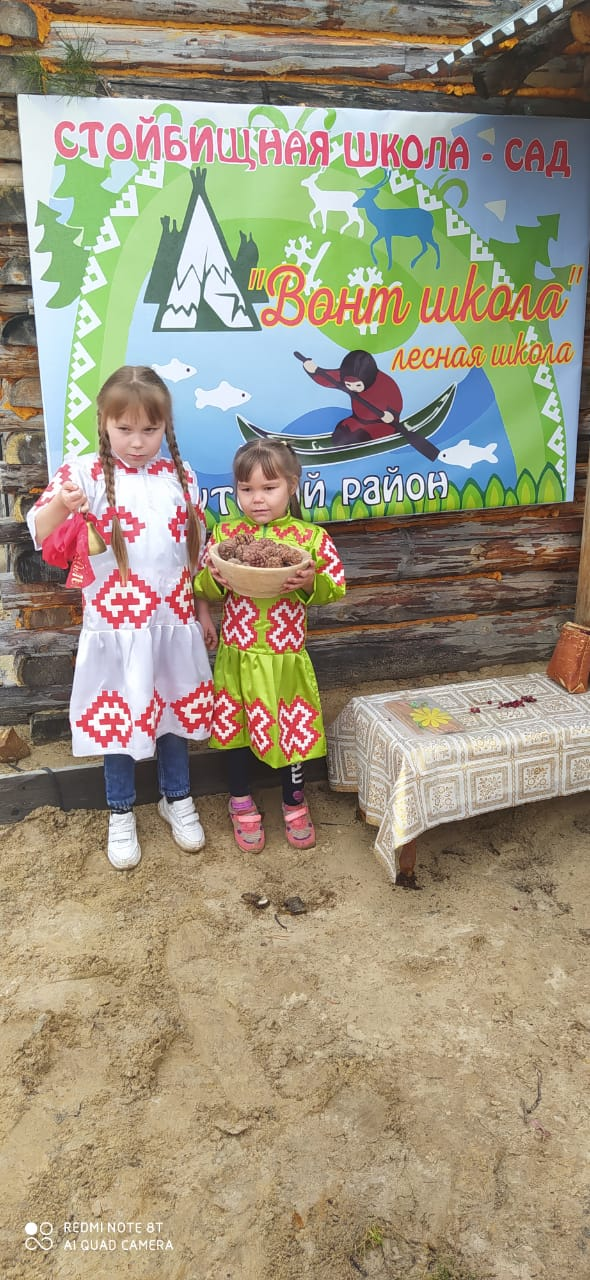 СТОЙБИЩНАЯ ШКОЛА - САД
"Вонт школа"
лесная школа
район
REDMI NOTE 8T
AI QUAD CAMERA